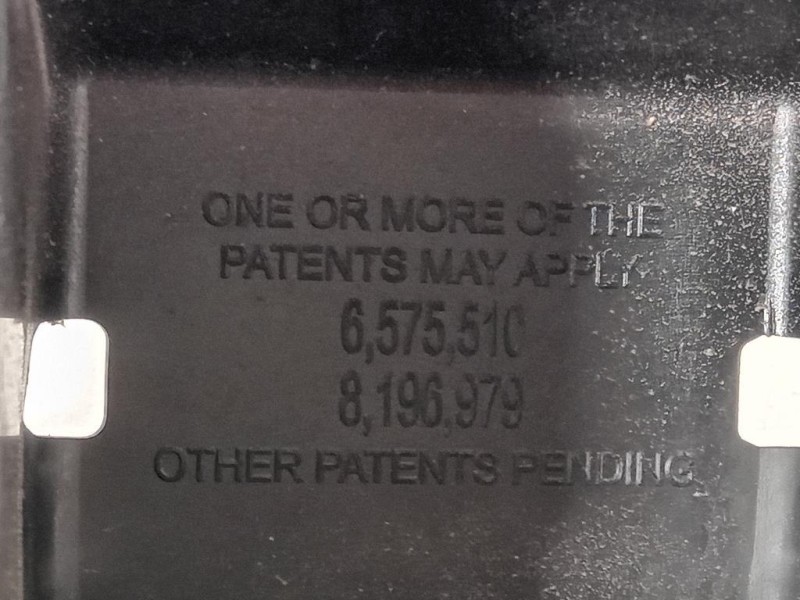 ONE OR MORE OF THE
PATENTS MAY APPLY
6,575,510
8,196,979
OTHER PATENTS PENDING